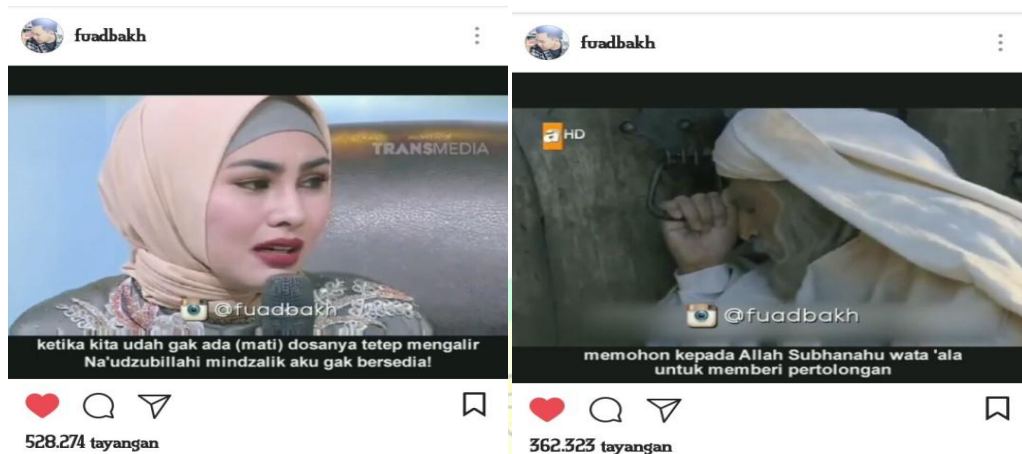 fuadbakh
TRANSMEDIA
@fuadbakh
ketika kita udah gak ada (mati) dosanya tetep mengalir
Na'udzubillahi mindzalik aku gak bersedia!
528.274 tayangan
fuadbakh
a HD
@fuadbakh
memohon kepada Allah Subhanahu wata 'ala
untuk memberi pertolongan
362.323 tayangan